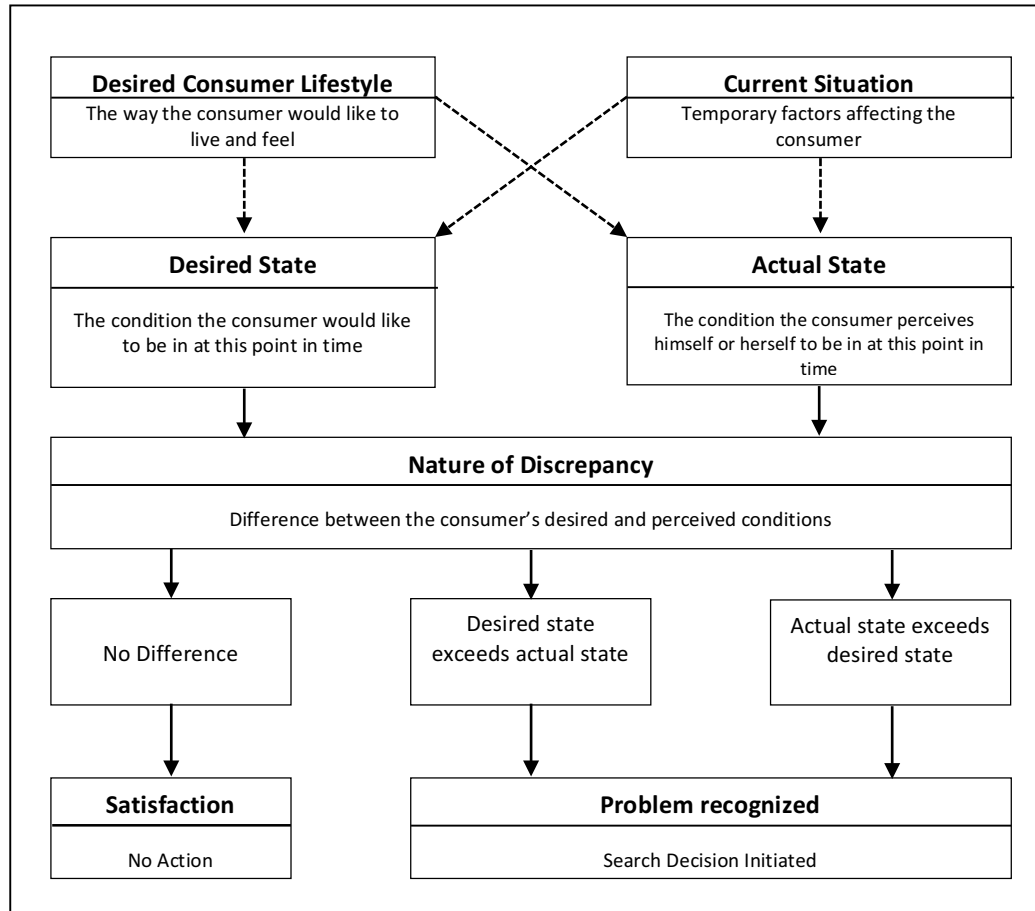 Desired Consumer Lifestyle
The way the consumer would like to
live and feel
Current Situation
Temporary factors affecting the
consumer
Desired State
The condition the consumer would like
to be in at this point in time
Actual State
The condition the consumer perceives
himself or herself to be in at this point in
time
Nature of Discrepancy
Difference between the consumer’s desired and perceived conditions
No Difference
Desired state
exceeds actual state
Actual state exceeds
desired state
Satisfaction
No Action
Problem recognized
Search Decision Initiated